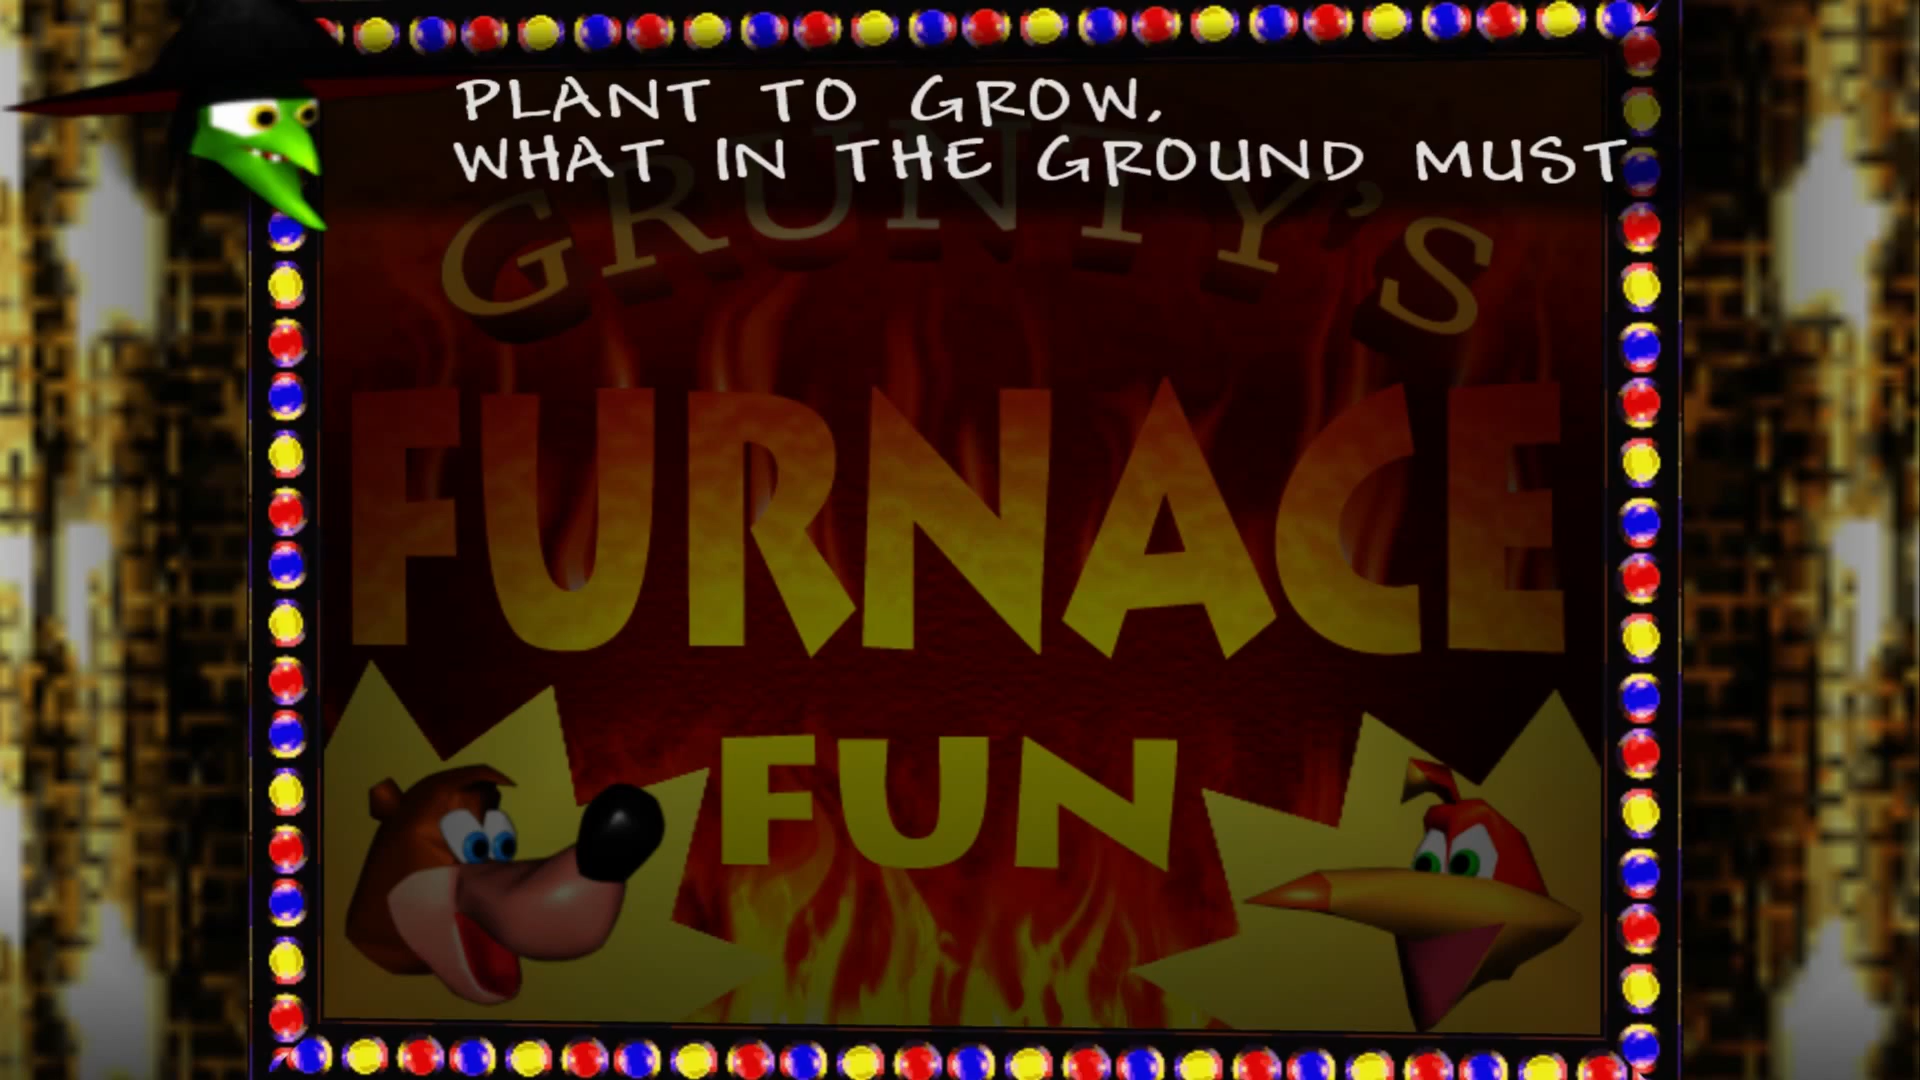 PLANT TO GROW,
WHAT IN THE GROUND MUST
GRUNTY'S
FURNACE
FUN